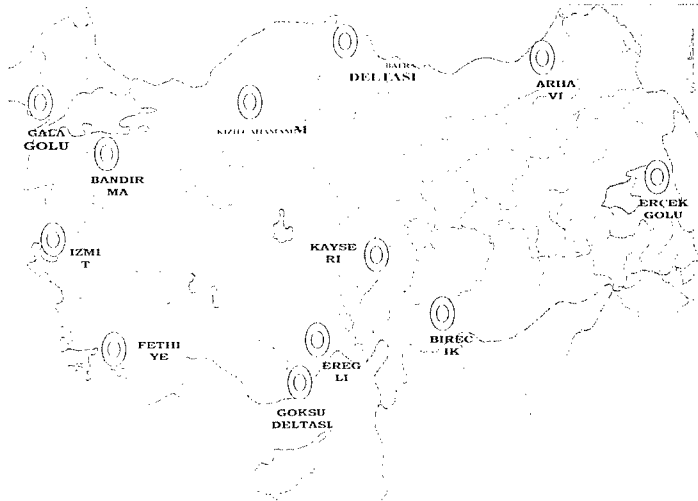 BAFRA
DELTASI
ARHA
VI
GALA
GOLU
KIZILCAHAMAM
BANDIR
MA
ERÇEK
GOLU
IZMI
T
KAYSE
RI
FETHI
YE
BIREC
IK
EREG
LI
GOKSU
DELTASI